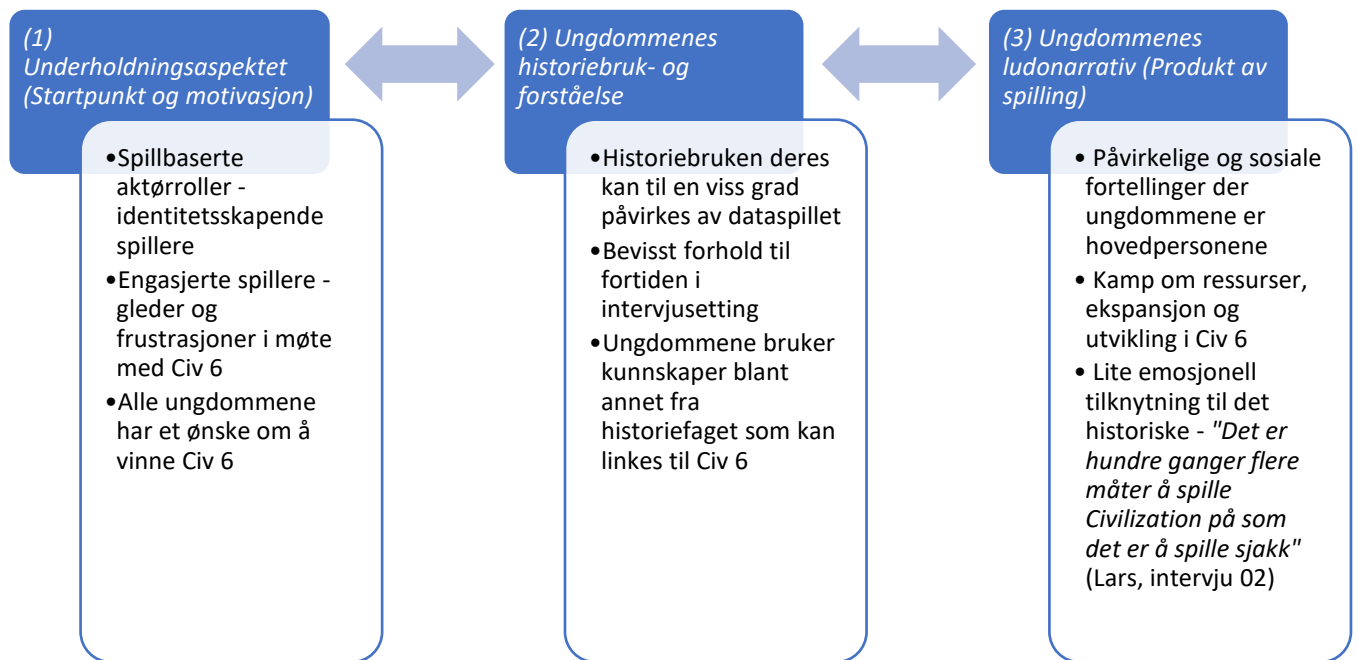 (1)
Underholdningsaspektet
(Startpunkt og motivasjon)
•Spillbaserte
aktørroller -
identitetsskapende
spillere
•Engasjerte spillere -
gleder og
frustrasjoner i møte
med Civ 6
•Alle ungdommene
har et ønske om å
vinne Civ 6
(2) Ungdommenes
historiebruk- og
forståelse
•Historiebruken deres
kan til en viss grad
påvirkes av dataspillet
•Bevisst forhold til
fortiden i
intervjusetting
•Ungdommene bruker
kunnskaper blant
annet fra
historiefaget som kan
linkes til Civ 6
(3) Ungdommenes
ludonarrativ (Produkt av
spilling)
• Påvirkelige og sosiale
fortellinger der
ungdommene er
hovedpersonene
• Kamp om ressurser,
ekspansjon og
utvikling i Civ 6
• Lite emosjonell
tilknytning til det
historiske - "Det er
hundre ganger flere
måter å spille
Civilization på som
det er å spille sjakk"
(Lars, intervju 02)